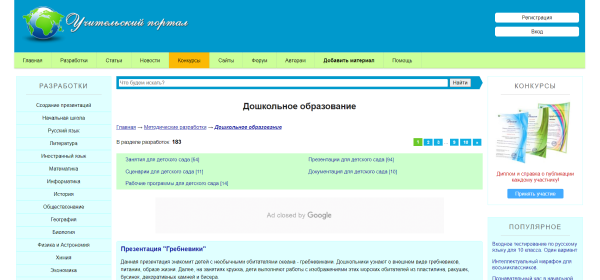 Учительский портал
Регистрация
Вход
Главная
Разработки
Статьи
Новости
Конкурсы
Сайты
Форум
Авторам
Добавить материал
Помощь
РАЗРАБОТКИ
Создание презентаций
Начальная школа
Русский язык
Литература
Иностранный язык
Математика
Информатика
История
Обществознание
География
Биология
Физика и Астрономия
Химия
Экономика
Что будем искать?
Найти
Дошкольное образование
Главная → Методические разработки → Дошкольное образование
В разделе разработок: 183
1 2 3 ... 9 10 »
Занятия для детского сада [54]
Презентации для детского сада [94]
Сценарии для детского сада [11]
Документация для детского сада [10]
Рабочие программы для детского сада [14]
Ad closed by Google
Презентация "Гребневики"
Данная презентация знакомит детей с необычными обитателями океана - гребневиками. Дошкольники узнают о внешнем виде гребневиков,
питании, образе жизни. Далее, на занятиях кружка, дети выполняют работы с изображением этих морских обитателей из пластилина, ракушек,
бусинок, декоративных камней и бисера.
КОНКУРСЫ
Диплом и справка о публикации
каждому участнику!
Принять участие
ПОПУЛЯРНОЕ
Входное тестирование по русскому
языку для 10 класса. Один вариант
Интеллектуальный марафон для
восьмиклассников.
Познавательный час в начальной